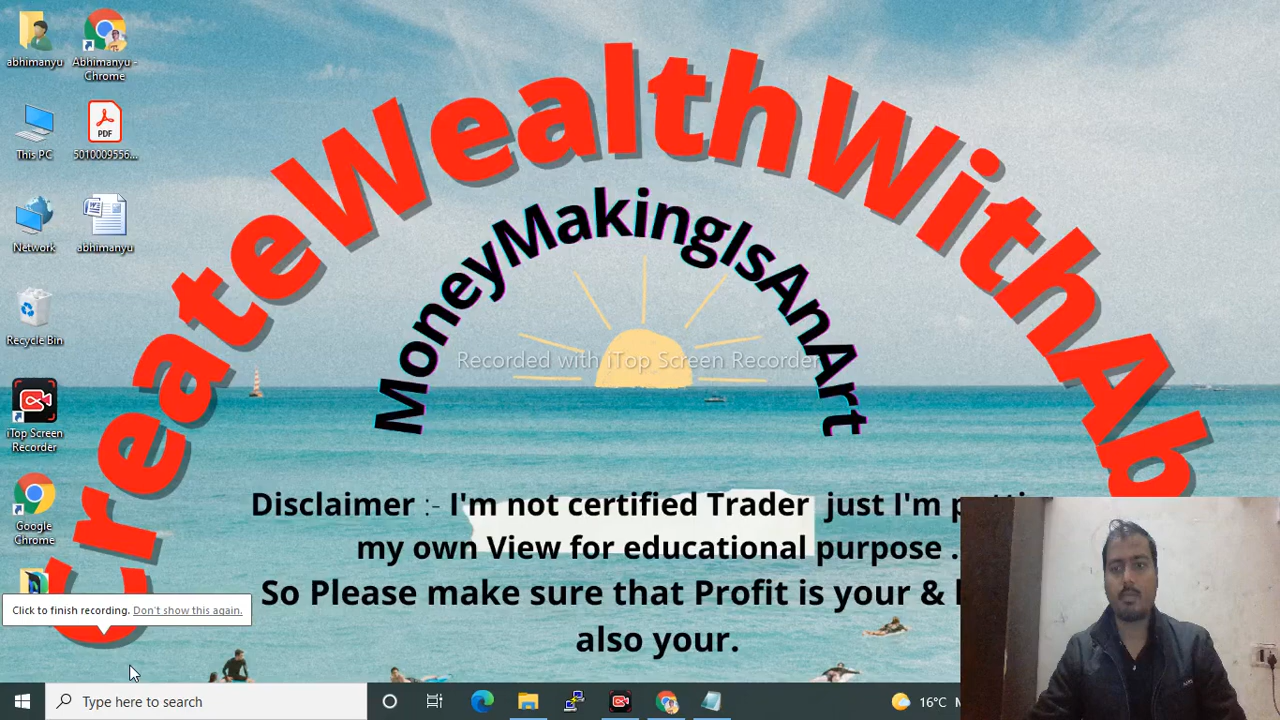 abhimanyu
Abhimanyu -
Chrome
This PC
PDF
5010009556...
Network
abhimanyu
Recycle Bin
iTop Screen
Recorder
Google
Chrome
CreateWealthWithAb
MoneyMakingIsAnArt
Recorded with iTop Screen Recorder
Disclaimer :- I'm not certified Trader just I'm
my own View for educational purpose .
So Please make sure that Profit is your &
also your.
Click to finish recording. Don't show this again.
Type here to search
16°C